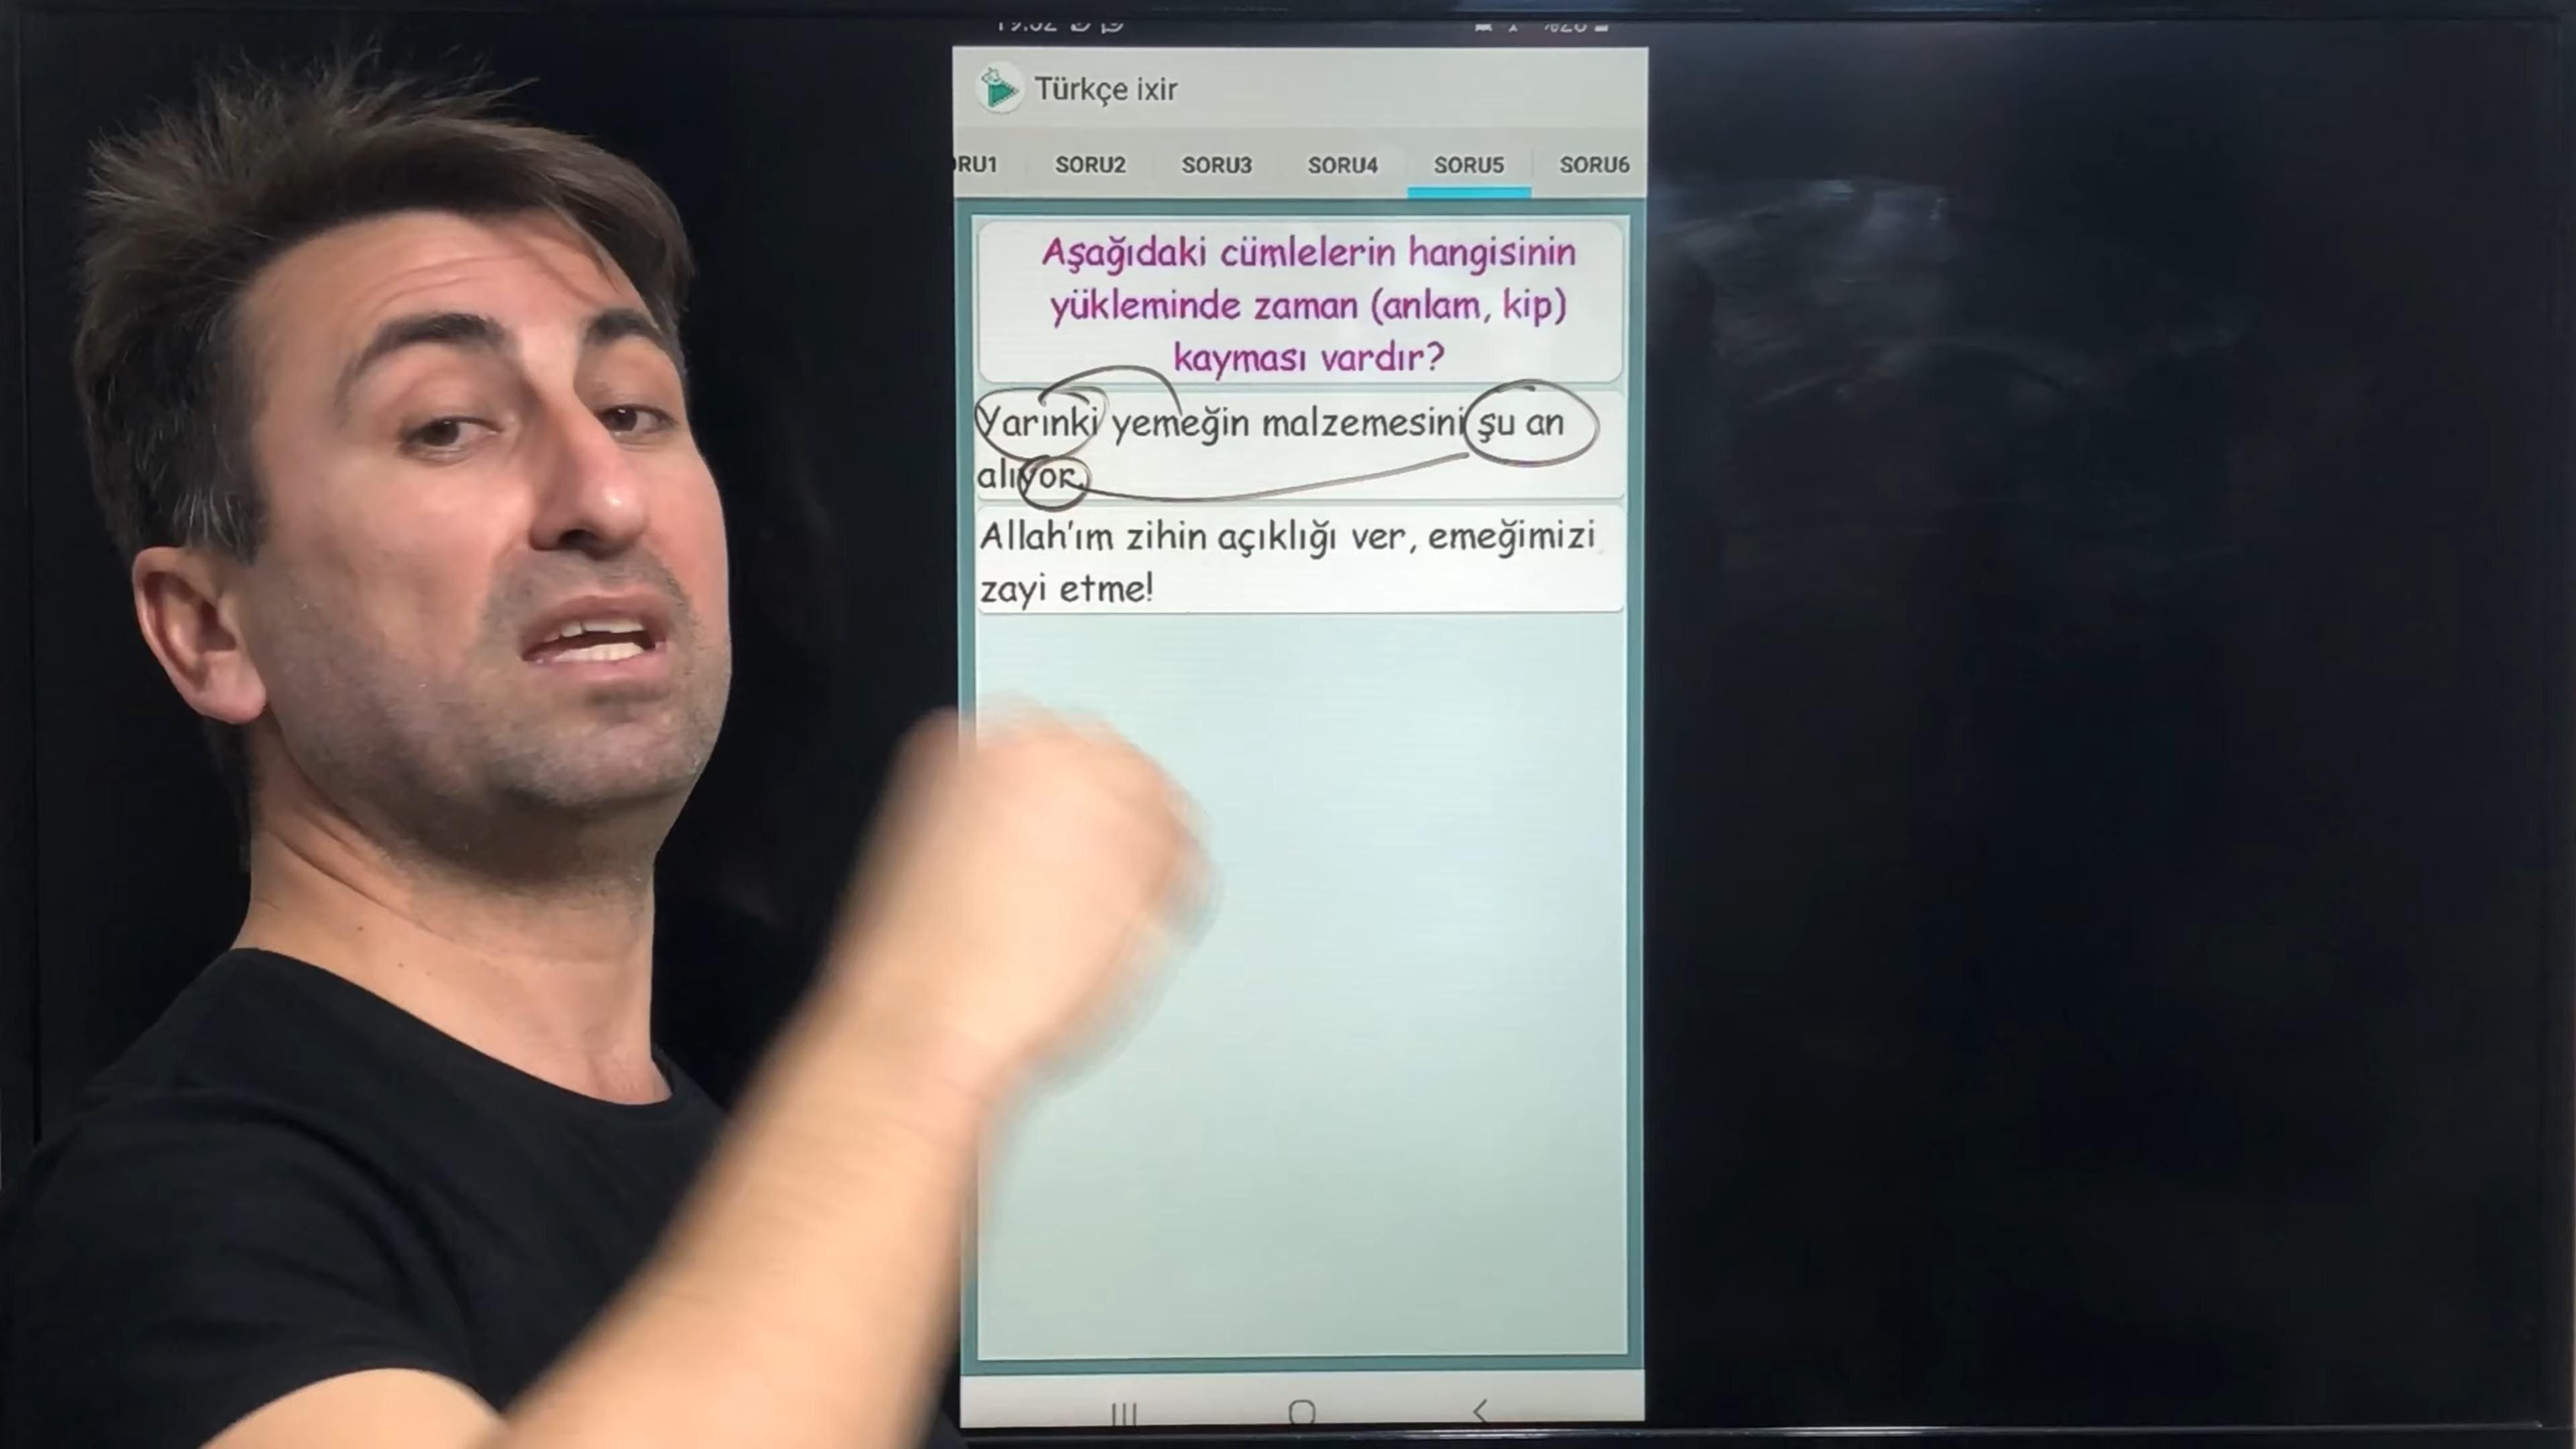 Türkçe ixir
RU1 SORU2 SORU3 SORU4 SORU5 SORU6
Aşağıdaki cümlelerin hangisinin
yükleminde zaman (anlam, kip)
kayması vardır?
Yarınki yemeğin malzemesini şu an
alıyor.
Allah'ım zihin açıklığı ver, emeğimizi
zayi etme!